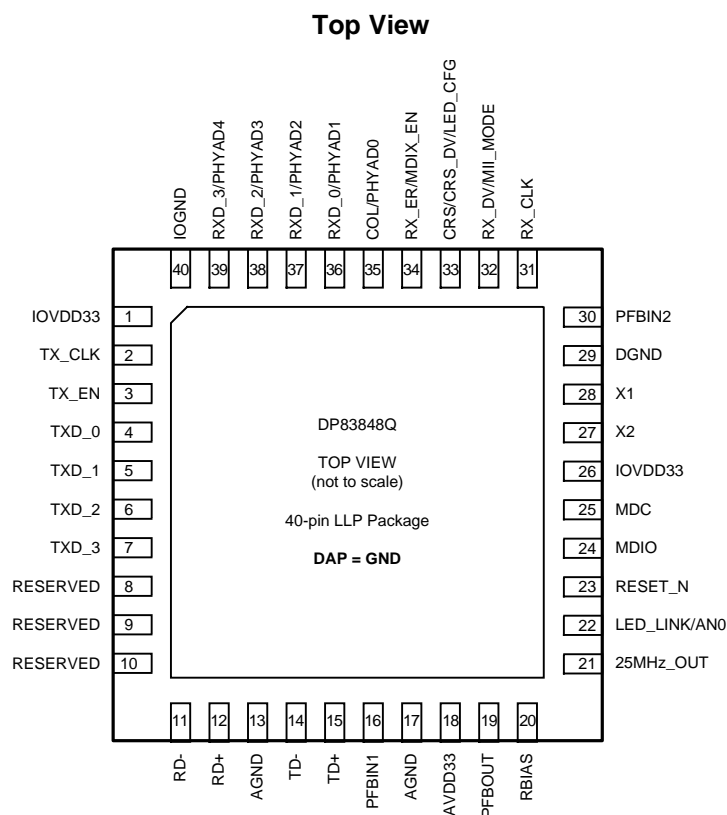 Top View
IOGND
RXD_3/PHYAD4
RXD_2/PHYAD3
RXD_1/PHYAD2
RXD_0/PHYAD1
COL/PHYAD0
RX_ER/MDIX_EN
CRS/CRS_DV/LED_CFG
RX_DV/MII_MODE
RX_CLK
40 39 38 37 36 35 34 33 32 31
IOVDD33 1
TX_CLK 2
TX_EN 3
TXD_0 4
TXD_1 5
TXD_2 6
TXD_3 7
RESERVED 8
RESERVED 9
RESERVED 10
DP83848Q
TOP VIEW
(not to scale)
40-pin LLP Package
DAP = GND
30 PFBIN2
29 DGND
28 X1
27 X2
26 IOVDD33
25 MDC
24 MDIO
23 RESET_N
22 LED_LINK/AN0
21 25MHz_OUT
11 12 13 14 15 16 17 18 19 20
RD-
RD+
AGND
TD-
TD+
PFBIN1
AGND
AVDD33
PFBOUT
RBIAS